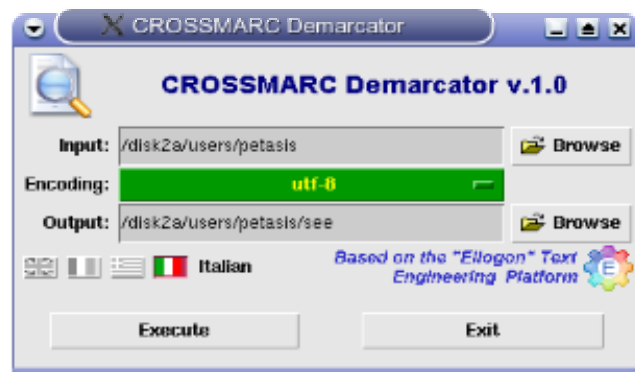 CROSSMARC Demarcator
CROSSMARC Demarcator v.1.0
Input: /disk2a/users/petasis Browse
Encoding: utf-8
Output: /disk2a/users/petasis/see Browse
Italian Based on the "Ellogon" Text
Engineering Platform E
Execute Exit